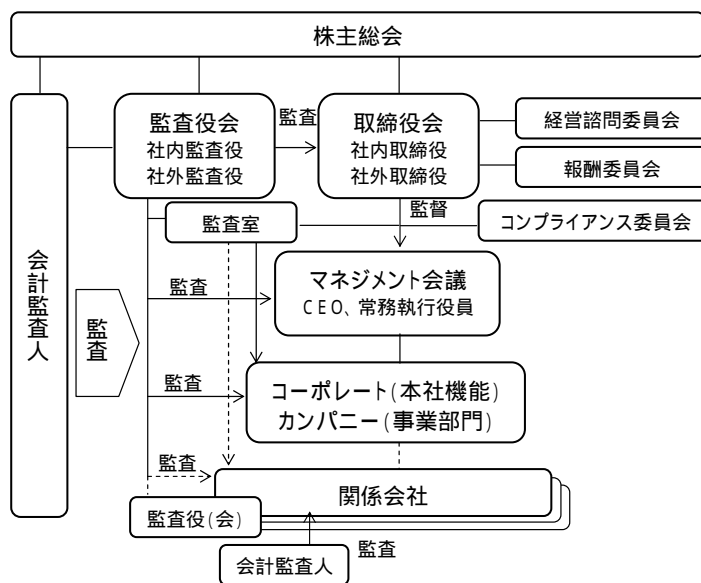 株主総会
監査役会
社内監査役
社外監査役
監査
取締役会
社内取締役
社外取締役
経営諮問委員会
報酬委員会
監督
監査室
コンプライアンス委員会
会計監査人
監査
監査
マネジメント会議
CEO、常務執行役員
監査
コーポレート(本社機能)
カンパニー(事業部門)
監査
関係会社
監査役(会)
会計監査人
監査